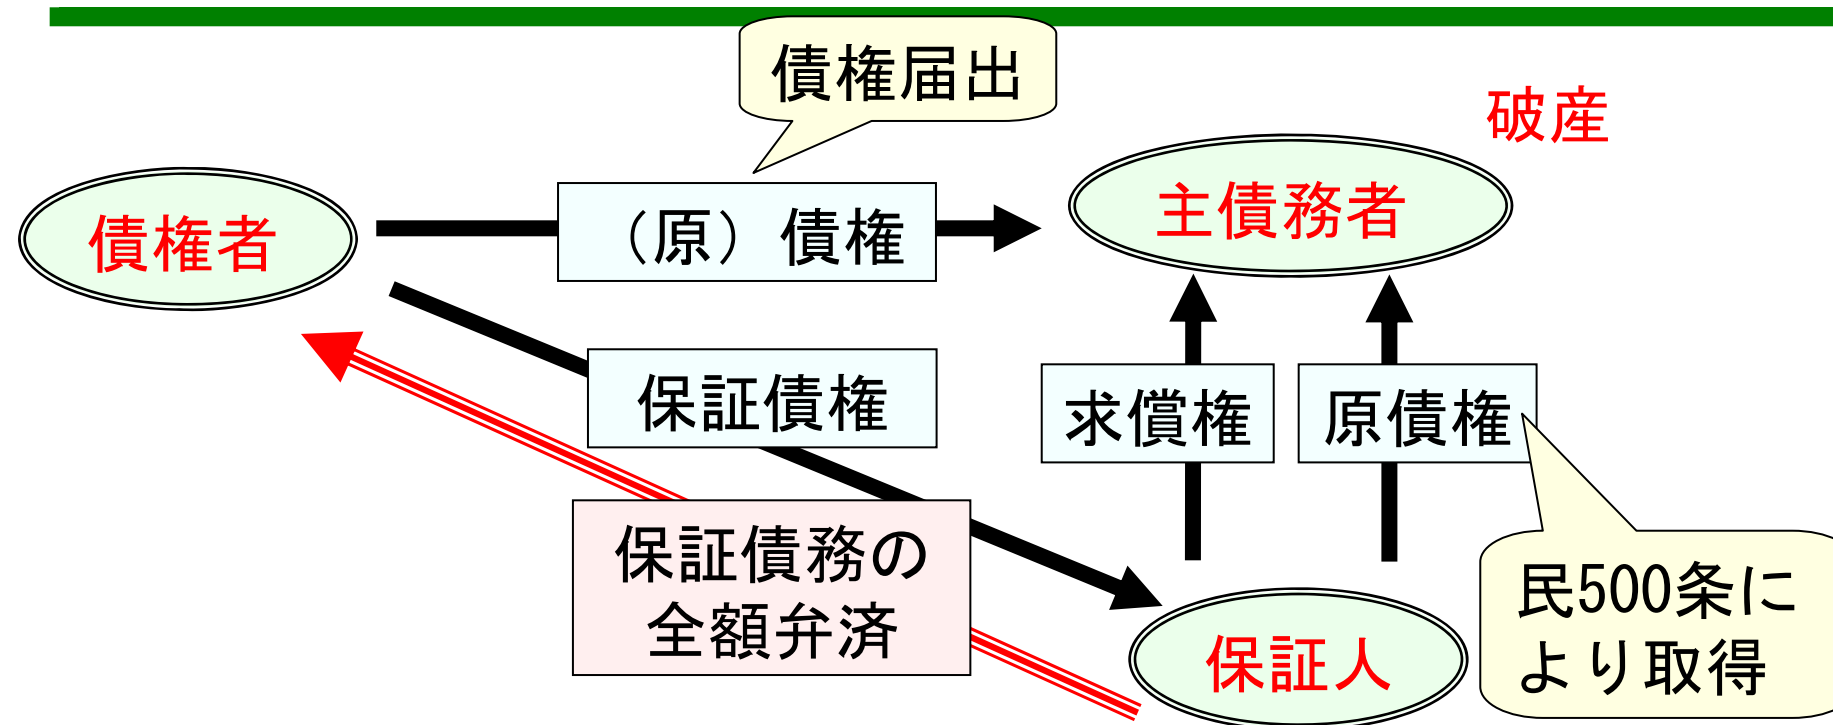 債権届出
破産
債権者
（原）債権
主債務者
保証債権
求償権
原債権
保証債務の
全額弁済
民500条に
より取得
保証人